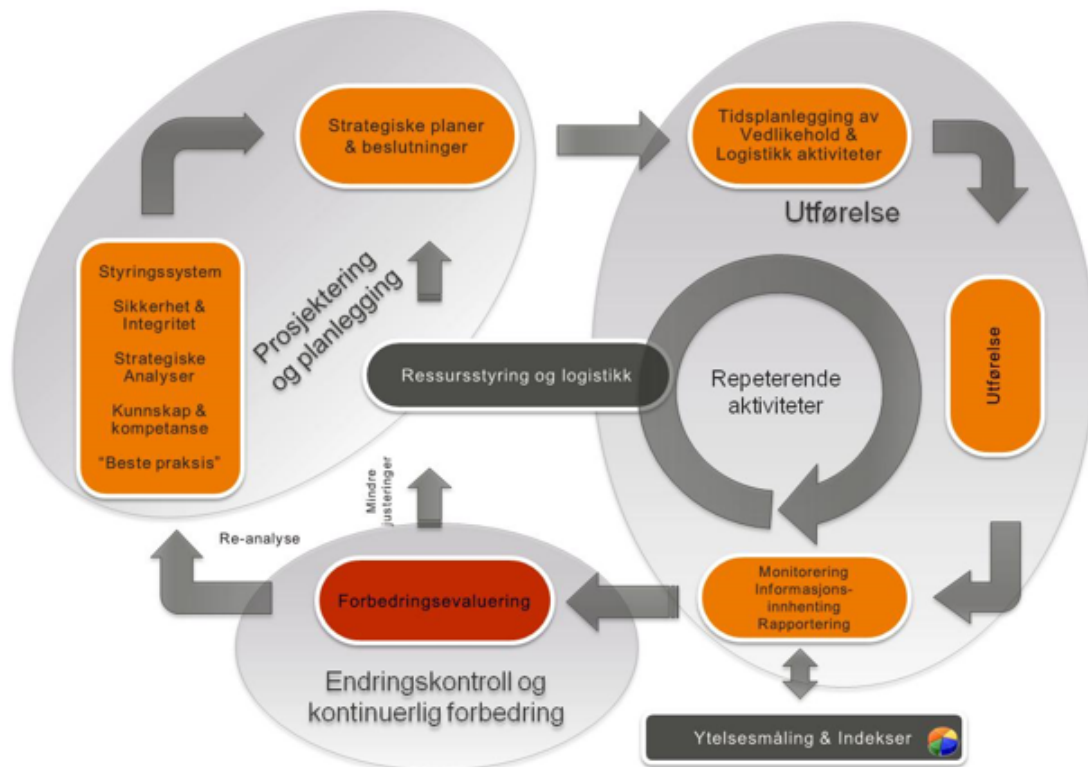 Strategiske planer
& beslutninger
Tidsplanlegging av
Vedlikehold &
Logistikk aktiviteter
Utførelse
Styringssystem
Sikkerhet &
Integritet
Strategiske
Analyser
Kunnskap &
kompetanse
"Beste praksis"
Prosjektering
og planlegging
Ressursstyring og logistikk
Repeterende
aktiviteter
Utførelse
Mindre
justeringer
Re-analyse
Forbedringsevaluering
Monitorering
Informasjons-
innhenting
Rapportering
Endringskontroll og
kontinuerlig forbedring
Ytelsesmåling & Indekser